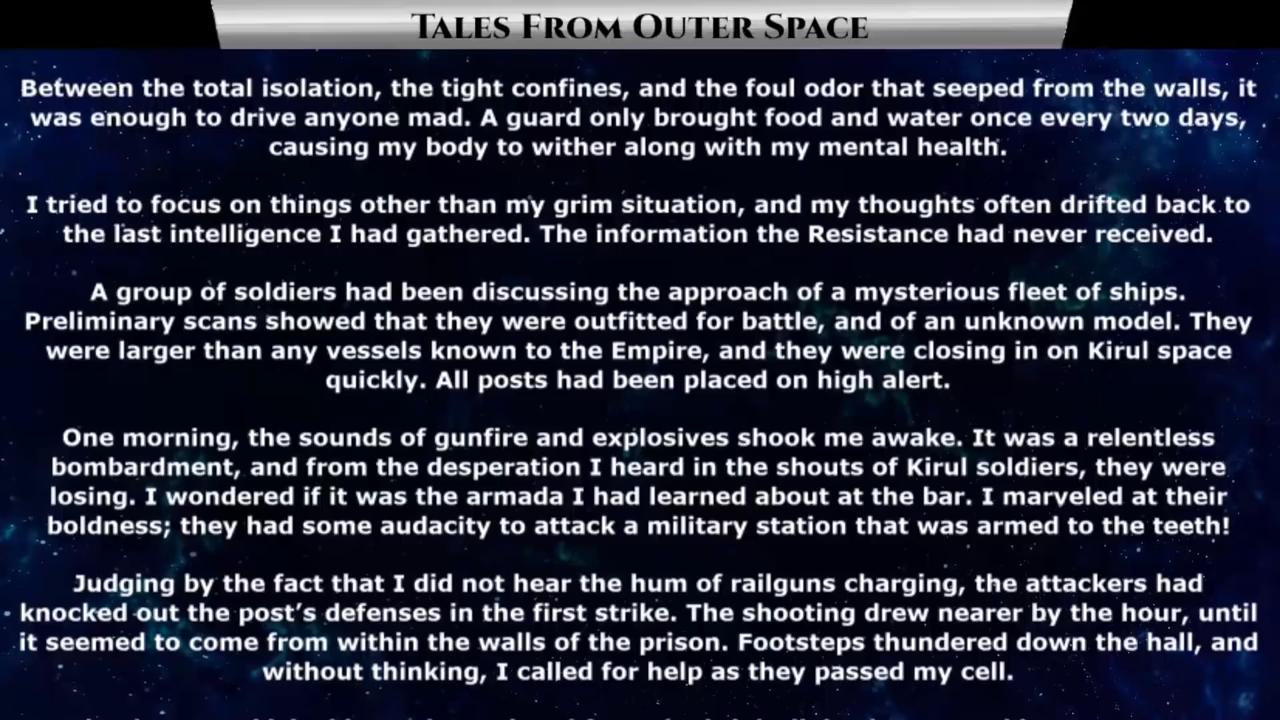 Tales From Outer Space
Between the total isolation, the tight confines, and the foul odor that seeped from the walls, it
was enough to drive anyone mad. A guard only brought food and water once every two days,
causing my body to wither along with my mental health.
I tried to focus on things other than my grim situation, and my thoughts often drifted back to
the last intelligence I had gathered. The information the Resistance had never received.
A group of soldiers had been discussing the approach of a mysterious fleet of ships.
Preliminary scans showed that they were outfitted for battle, and of an unknown model. They
were larger than any vessels known to the Empire, and they were closing in on Kirul space
quickly. All posts had been placed on high alert.
One morning, the sounds of gunfire and explosives shook me awake. It was a relentless
bombardment, and from the desperation I heard in the shouts of Kirul soldiers, they were
losing. I wondered if it was the armada I had learned about at the bar. I marveled at their
boldness; they had some audacity to attack a military station that was armed to the teeth!
Judging by the fact that I did not hear the hum of railguns charging, the attackers had
knocked out the post’s defenses in the first strike. The shooting drew nearer by the hour, until
it seemed to come from within the walls of the prison. Footsteps thundered down the hall, and
without thinking, I called for help as they passed my cell.